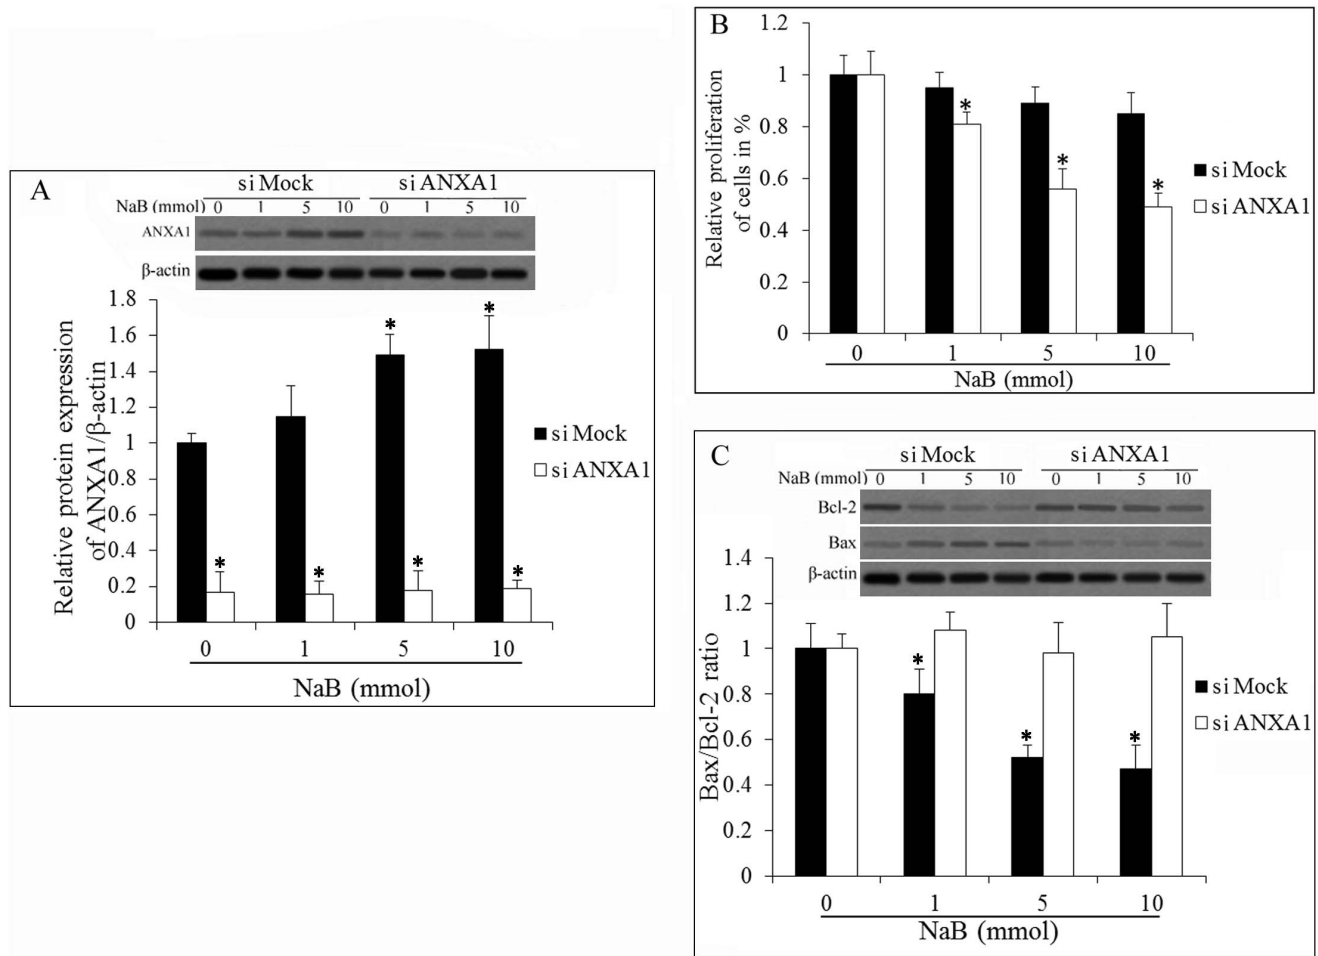 A
si Mock si ANXA1
NaB (mmol) 0 1 5 10 0 1 5 10
ANXA1
β-actin
Relative protein expression
of ANXA1/β-actin
1.8
1.6
1.4
1.2
1
0.8
0.6
0.4
0.2
0
* * * * * *
0 1 5 10
NaB (mmol)
si Mock
si ANXA1
B
Relative proliferation
of cells in %
1.2
1
0.8
0.6
0.4
0.2
0
* * *
0 1 5 10
NaB (mmol)
si Mock
si ANXA1
C
si Mock si ANXA1
NaB (mmol) 0 1 5 10 0 1 5 10
Bcl-2
Bax
β-actin
Bax/Bcl-2 ratio
1.4
1.2
1
0.8
0.6
0.4
0.2
0
* * *
0 1 5 10
NaB (mmol)
si Mock
si ANXA1